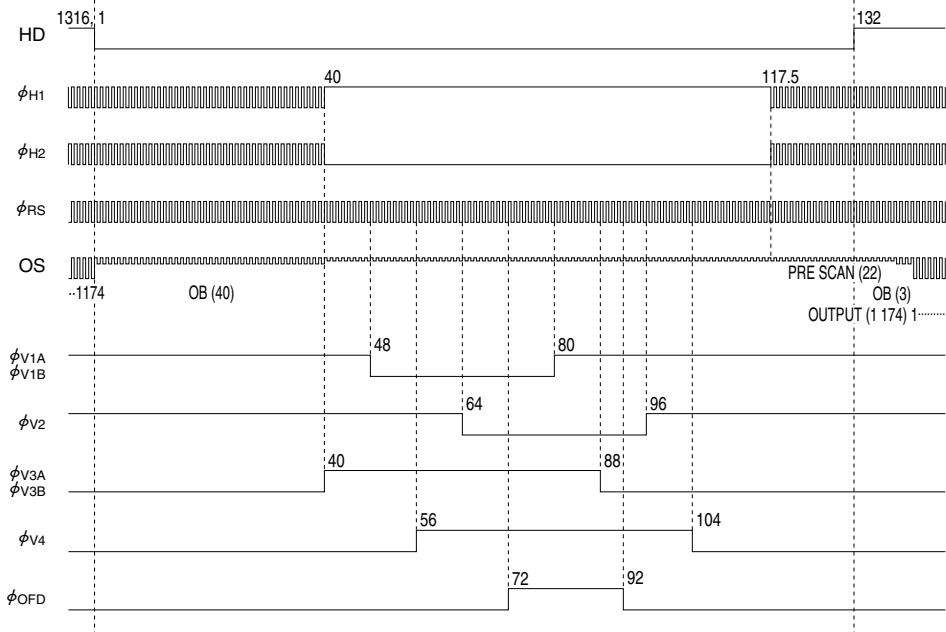 1316, 1
132
HD
40
117.5
ϕH1
ϕH2
ϕRS
OS
PRE SCAN (22)
··1174
OB (40)
OB (3)
OUTPUT (1 174) 1·········
48
80
ϕV1A
ϕV1B
64
96
ϕV2
40
88
ϕV3A
ϕV3B
56
104
ϕV4
72
92
ϕOFD